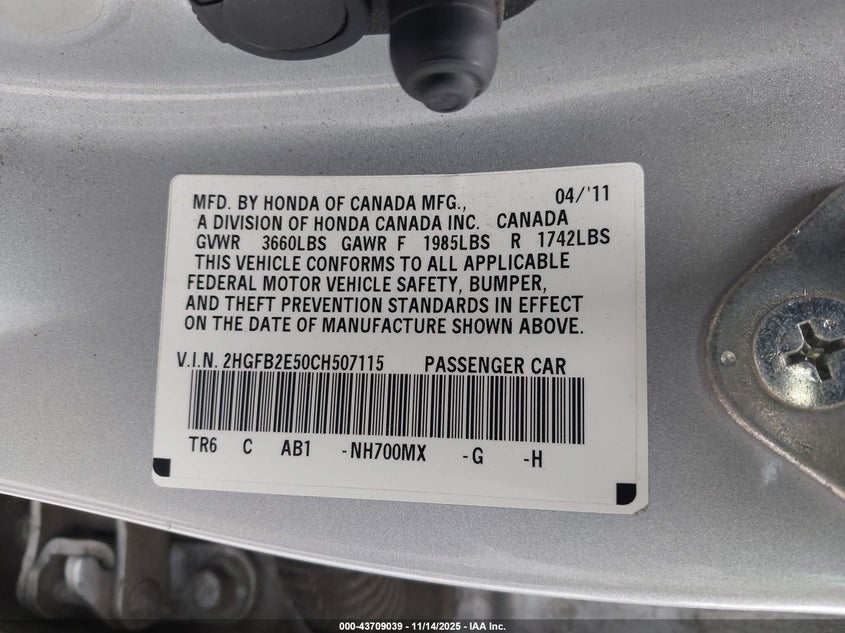 MFD. BY HONDA OF CANADA MFG., 04/'11
A DIVISION OF HONDA CANADA INC. CANADA
GVWR 3660LBS GAWR F 1985LBS R 1742LBS
THIS VEHICLE CONFORMS TO ALL APPLICABLE
FEDERAL MOTOR VEHICLE SAFETY, BUMPER,
AND THEFT PREVENTION STANDARDS IN EFFECT
ON THE DATE OF MANUFACTURE SHOWN ABOVE.
V.I.N. 2HGFB2E50CH507115 PASSENGER CAR
TR6 C AB1 -NH700MX -G -H
000-43709039 | 11/14/2025 - IAA Inc.